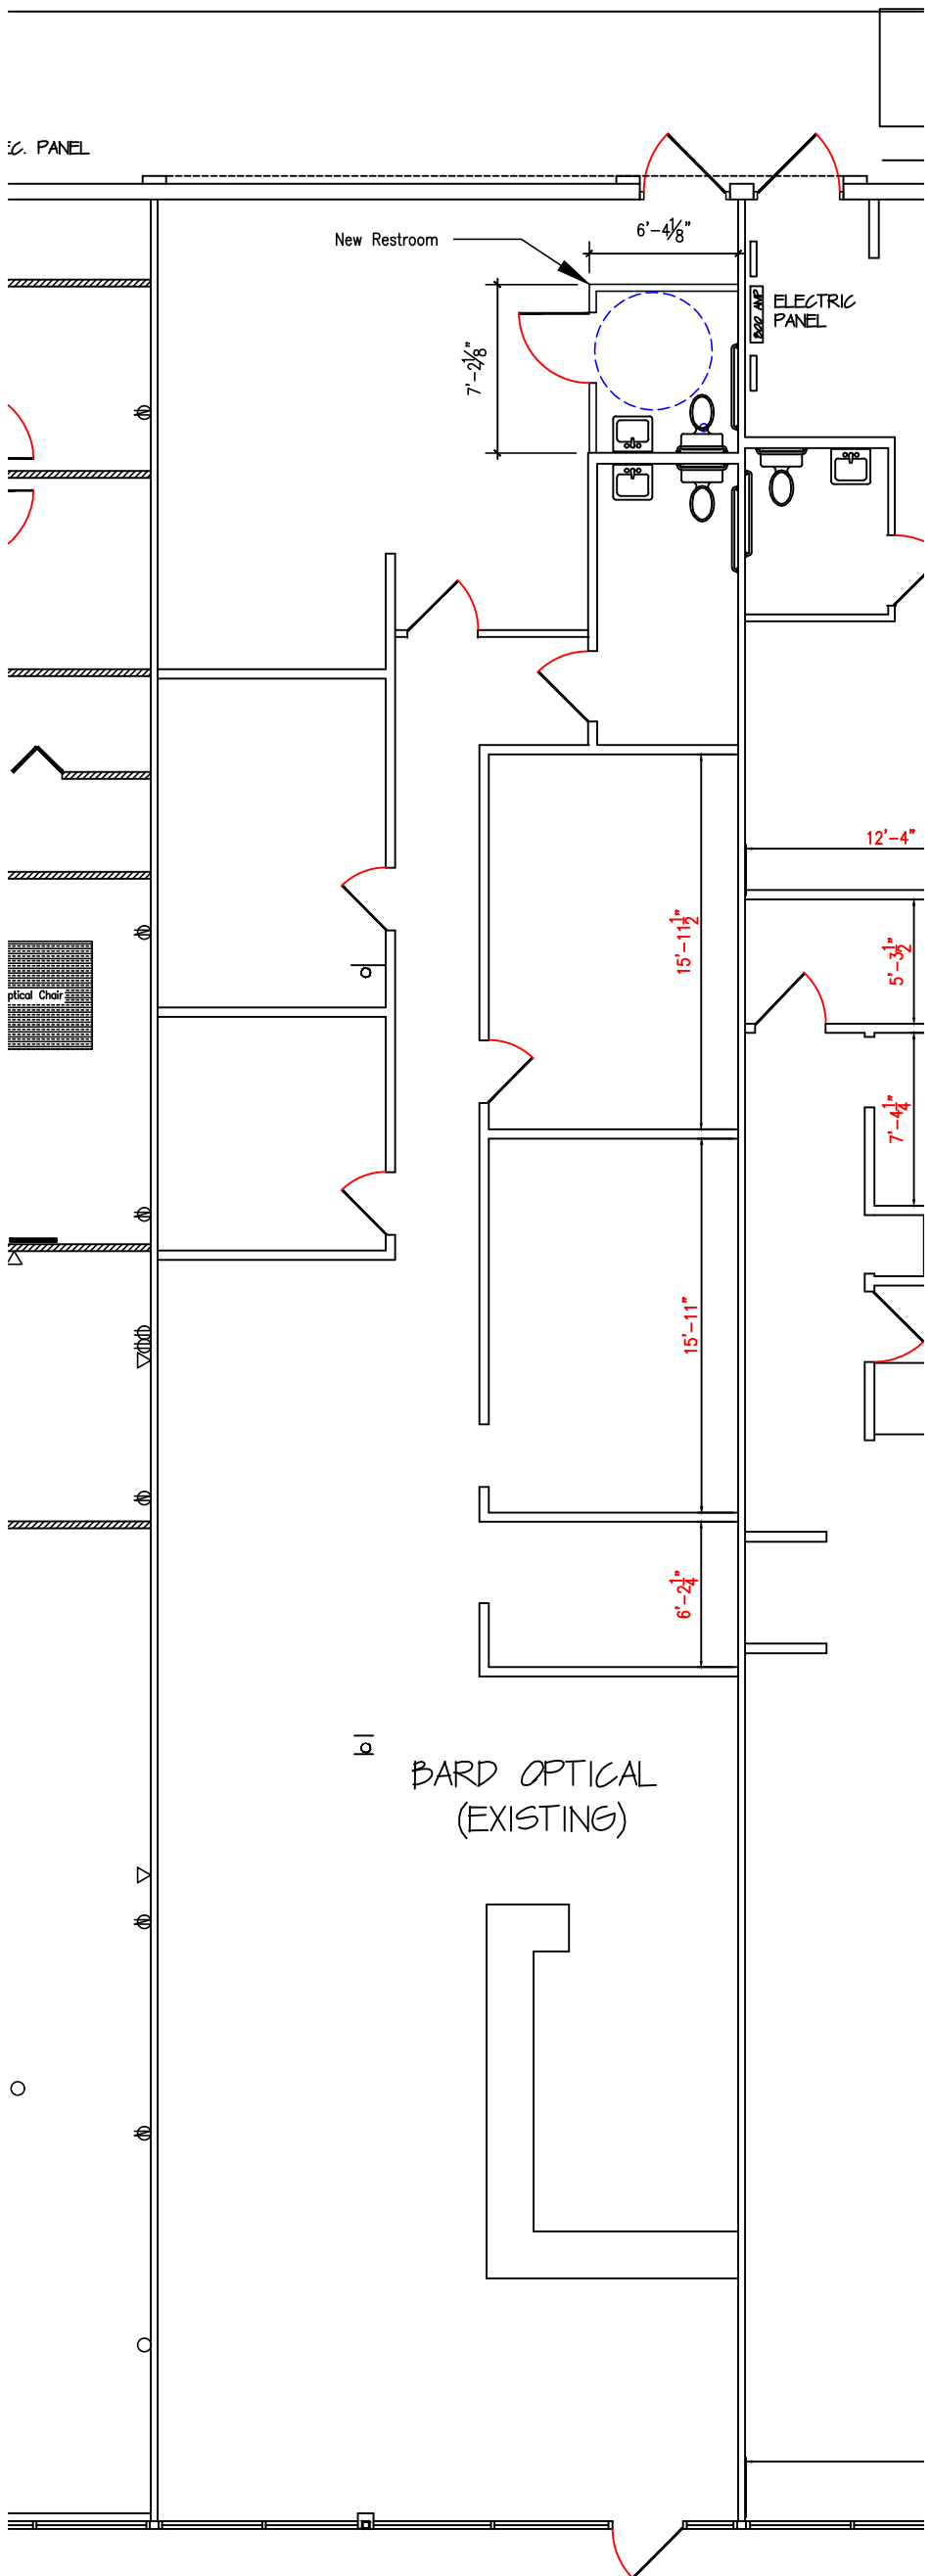 EC. PANEL
6'-4⅛"
New Restroom
ELECTRIC
PANEL
7'-2⅛"
12'-4"
15'-11½"
5'-3½"
ptical Chair
7'-4¼"
15'-11"
6'-2¼"
BARD OPTICAL
(EXISTING)